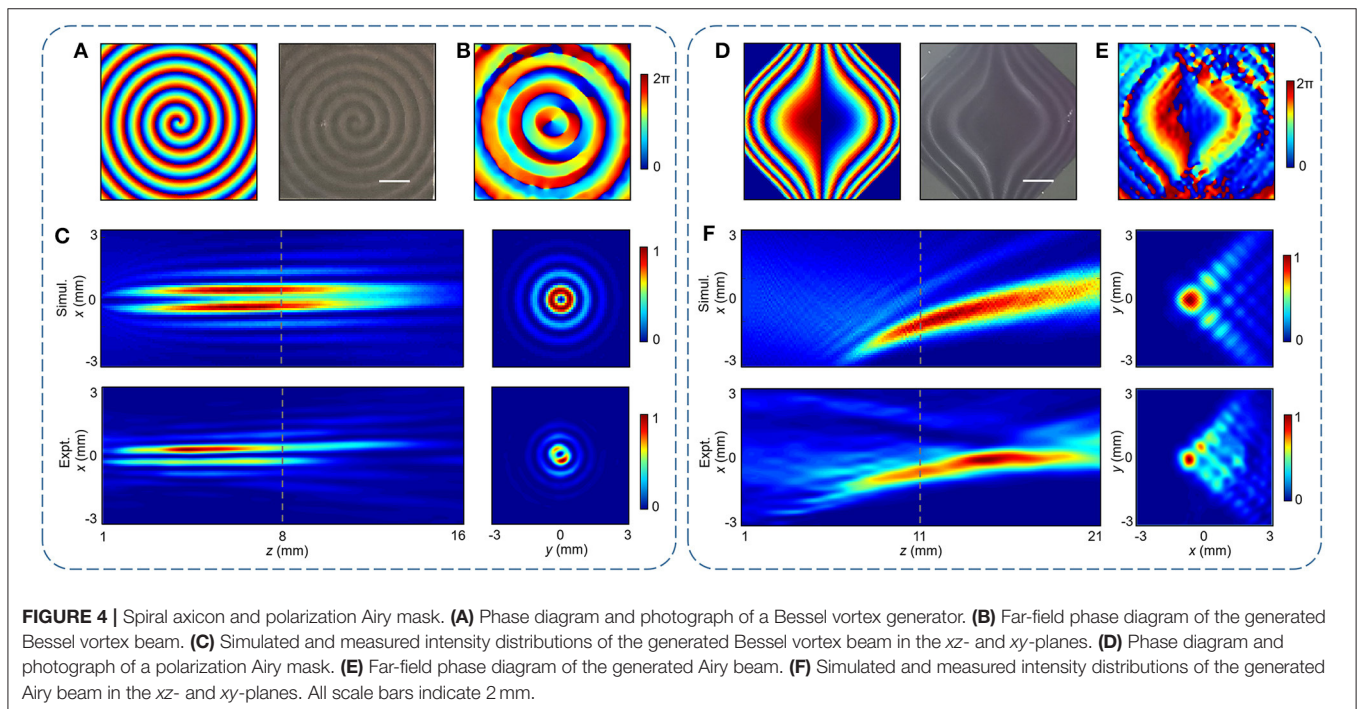 A
B
2π
0
D
E
2π
0
C
3
Simul.
x (mm)
0
-3
1
0
3
Expt.
x (mm)
0
-3
1
0
1
8
16
z (mm)
-3
0
3
y (mm)
F
3
Simul.
x (mm)
0
-3
3
y (mm)
0
-3
1
0
3
Expt.
x (mm)
0
-3
3
y (mm)
0
-3
1
0
1
11
21
z (mm)
-3
0
3
x (mm)
FIGURE 4 | Spiral axicon and polarization Airy mask. (A) Phase diagram and photograph of a Bessel vortex generator. (B) Far-field phase diagram of the generated
Bessel vortex beam. (C) Simulated and measured intensity distributions of the generated Bessel vortex beam in the xz- and xy-planes. (D) Phase diagram and
photograph of a polarization Airy mask. (E) Far-field phase diagram of the generated Airy beam. (F) Simulated and measured intensity distributions of the generated
Airy beam in the xz- and xy-planes. All scale bars indicate 2 mm.